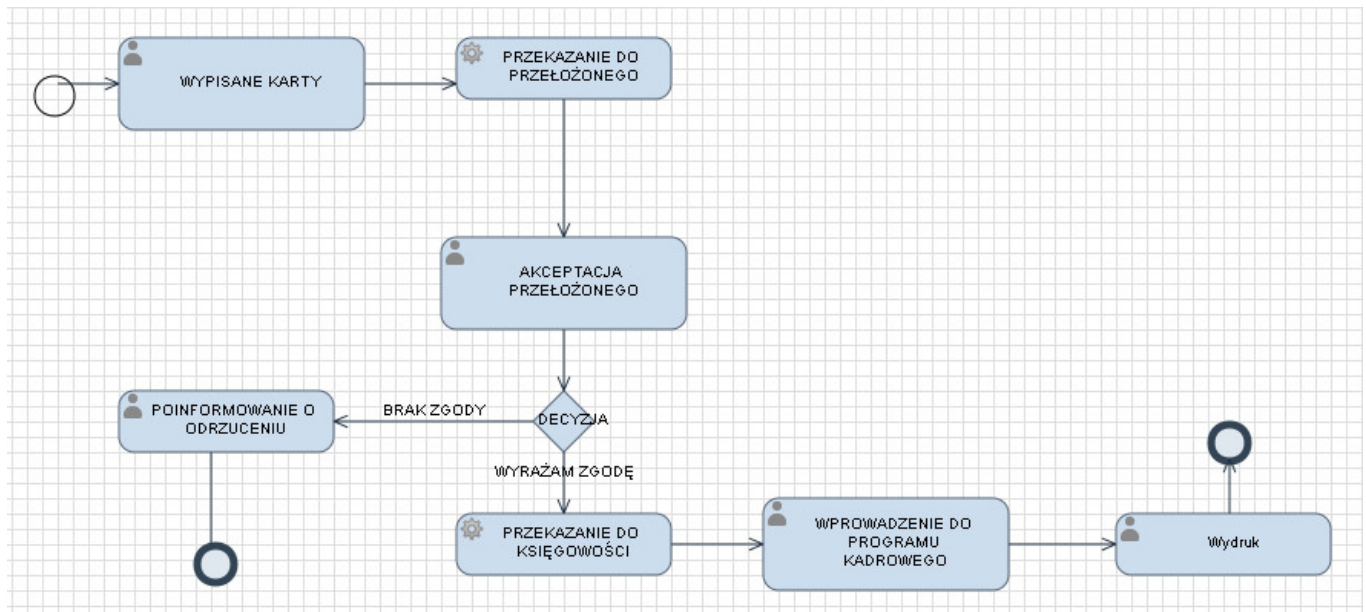 WYPISANE KARTY
PRZEKAZANIE DO
PRZEŁOŻONEGO
AKCEPTACJA
PRZEŁOŻONEGO
POINFORMOWANIE O
ODRZUCENIU
BRAK ZGODY
DECYZJA
WYRAŻAM ZGODĘ
PRZEKAZANIE DO
KSIĘGOWOŚCI
WPROWADZENIE DO
PROGRAMU
KADROWEGO
Wydruk